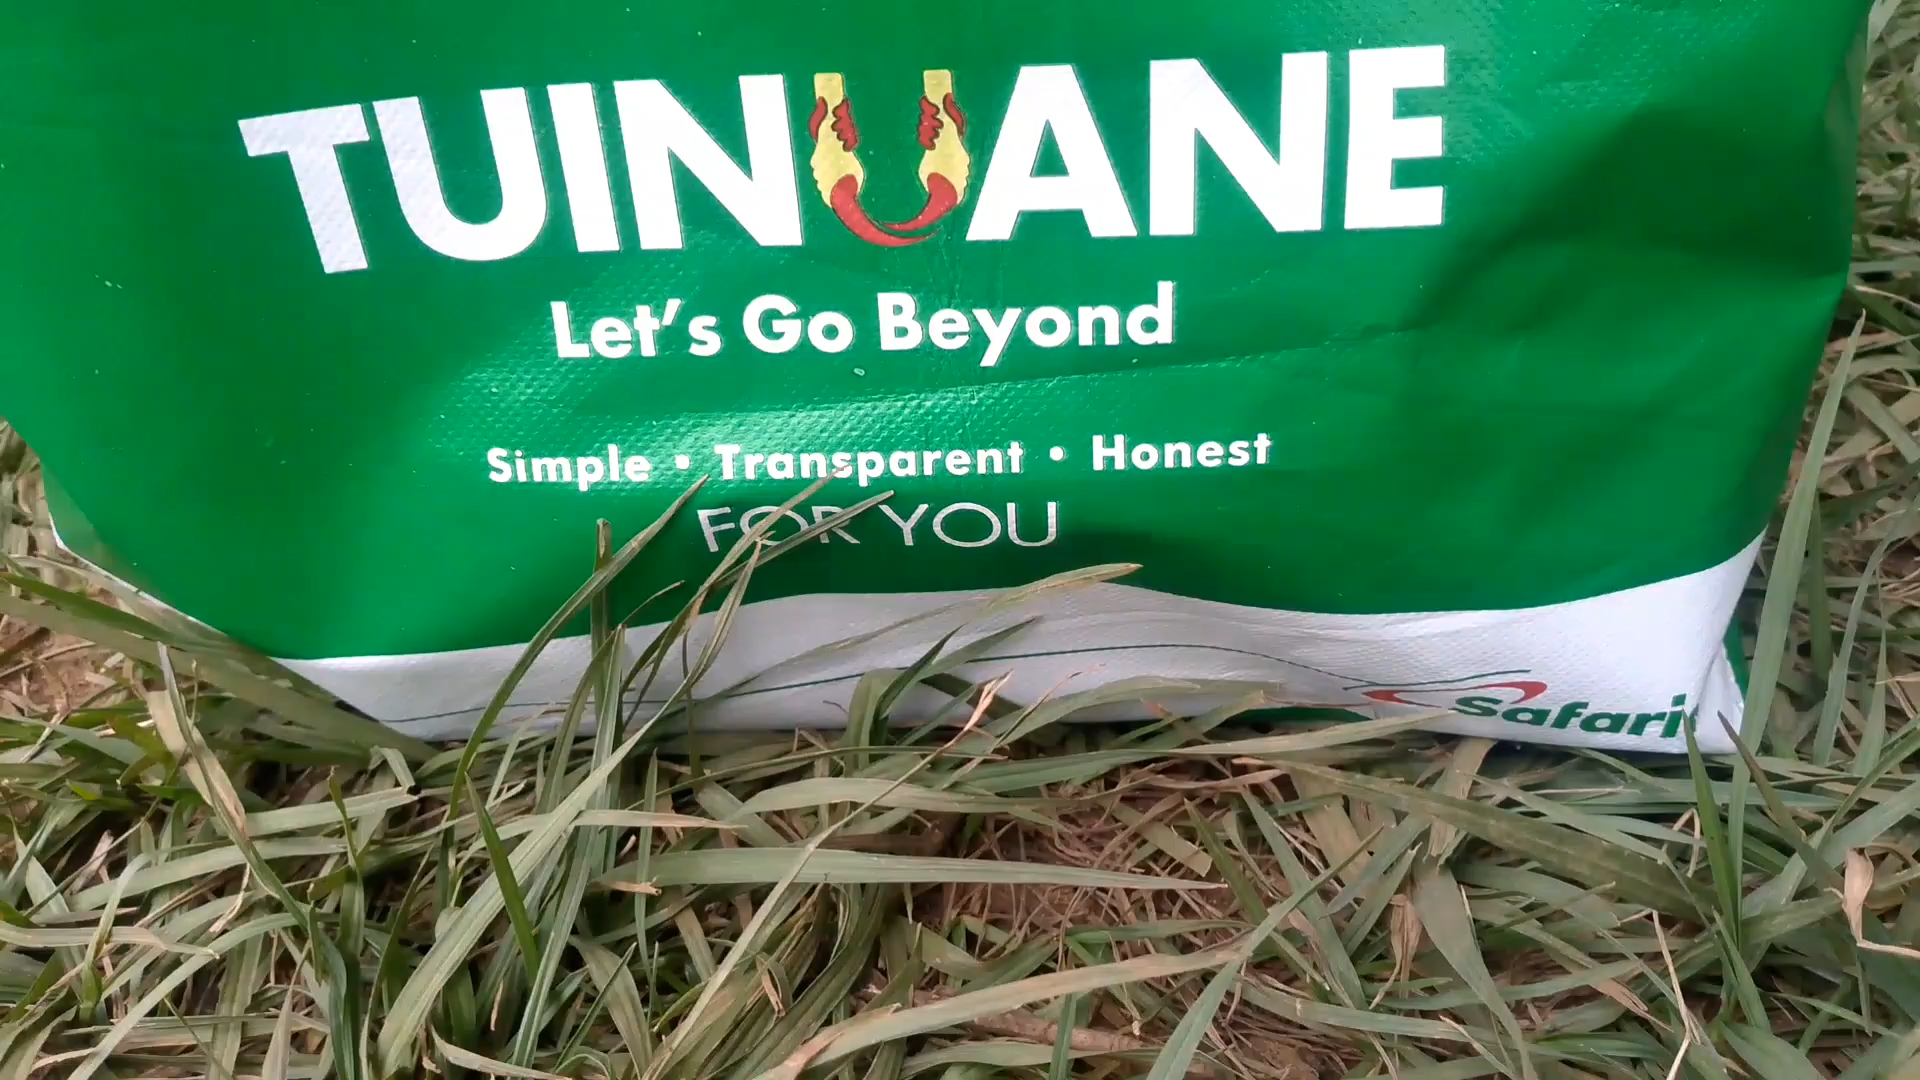 TUINUANE
Let's Go Beyond
Simple • Transparent • Honest
FOR YOU
Safari